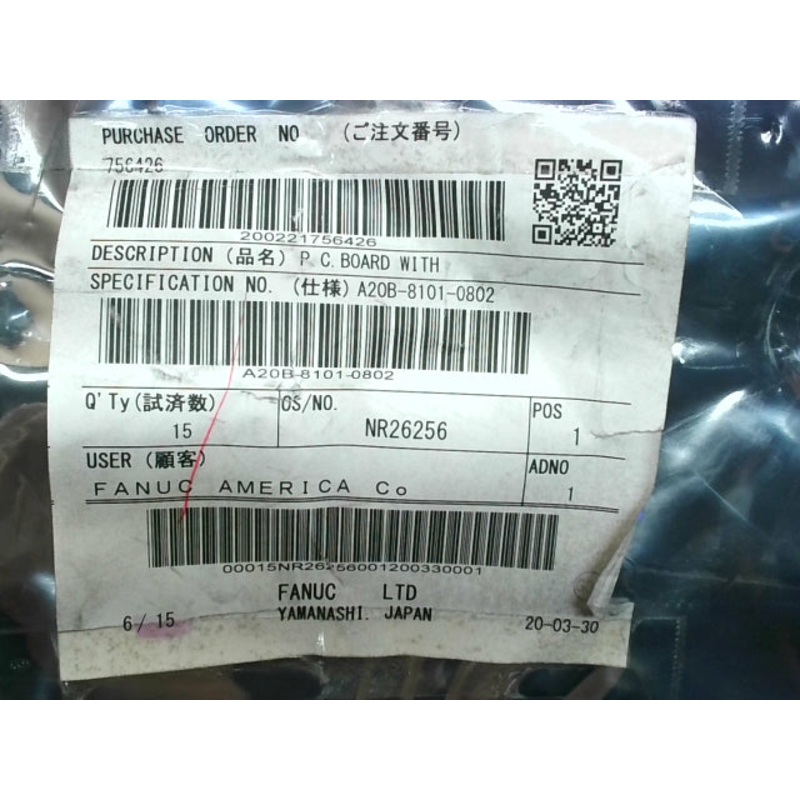 PURCHASE ORDER NO (ご注文番号)
756426
200221756426
DESCRIPTION (品名) P.C.BOARD WITH
SPECIFICATION NO. (仕様) A20B-8101-0802
A20B-8101-0802
Q'Ty(試済数) GS/NO. POS
15 NR26256 1
USER (顧客) ADNO
FANUC AMERICA Co 1
00015NR26256001200330001
FANUC LTD
YAMANASHI. JAPAN
6/ 15 20-03-30